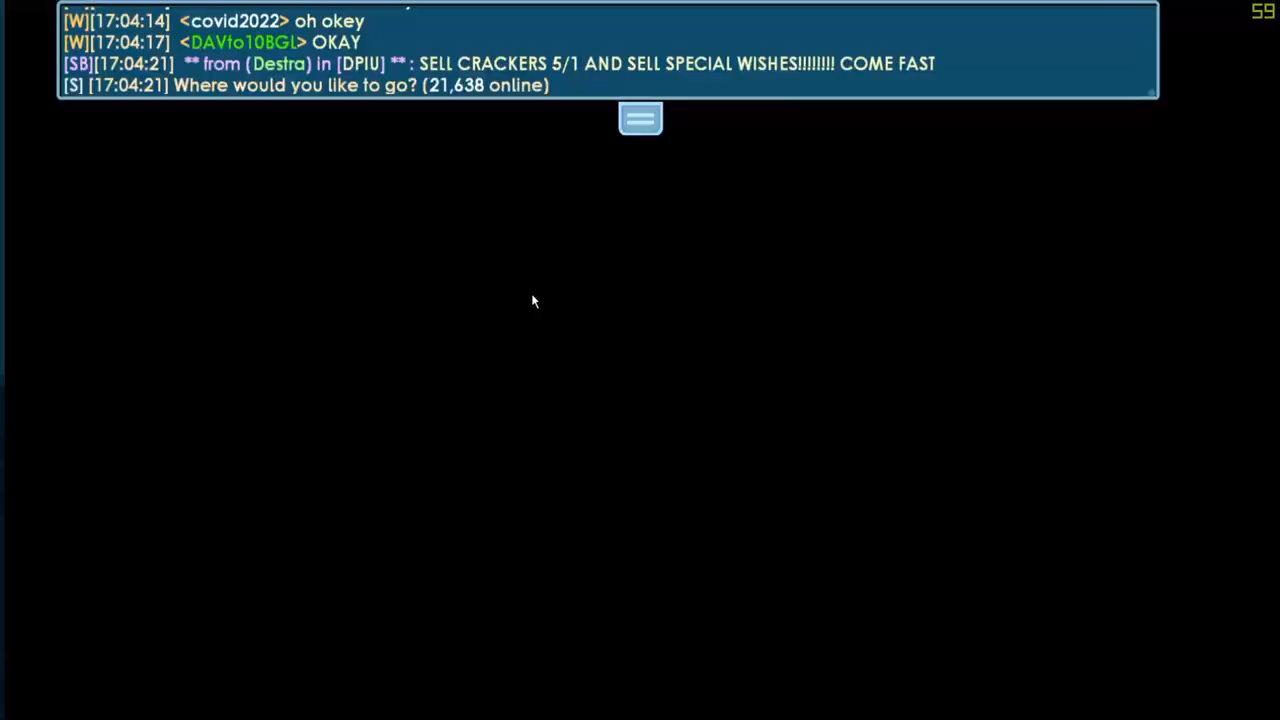 59
[W][17:04:14] <covid2022> oh okey
[W][17:04:17] <DAVto10BGL> OKAY
[SB][17:04:21] ** from (Destra) in [DPIU] ** : SELL CRACKERS 5/1 AND SELL SPECIAL WISHES!!!!!!!! COME FAST
[S] [17:04:21] Where would you like to go? (21,638 online)